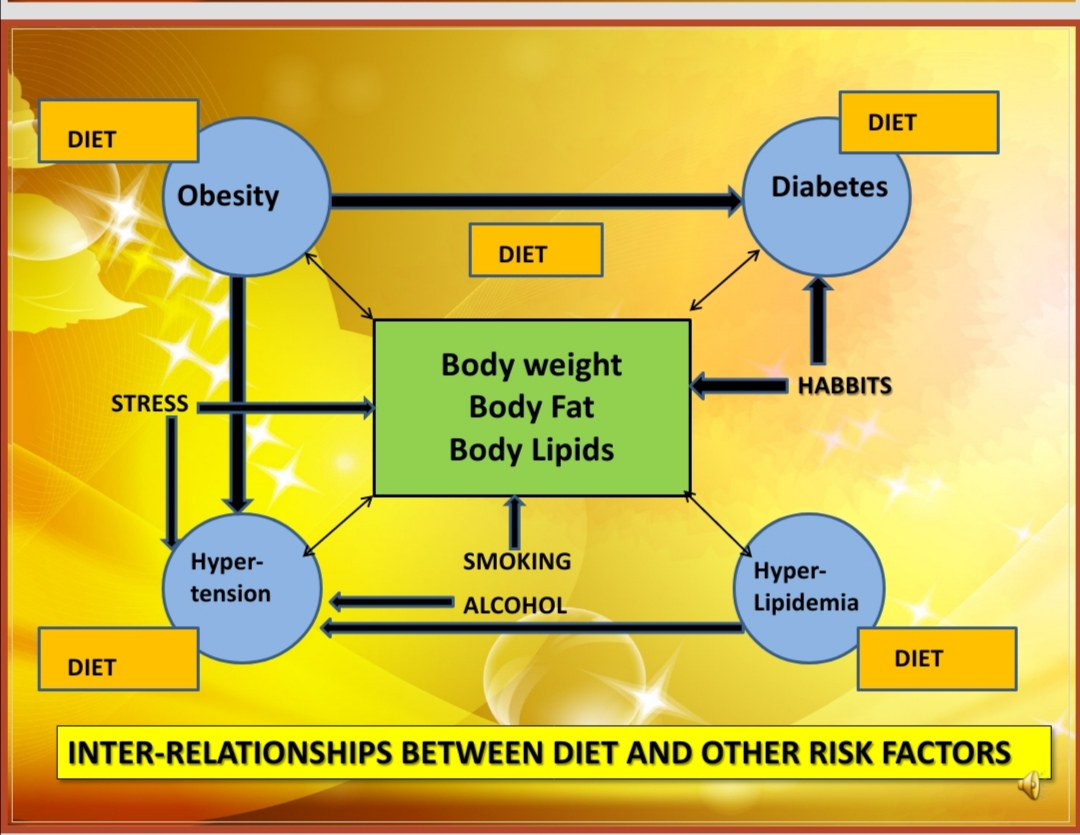 DIET
DIET
Obesity
Diabetes
DIET
Body weight
Body Fat
Body Lipids
HABBITS
STRESS
Hyper-
tension
SMOKING
ALCOHOL
Hyper-
Lipidemia
DIET
DIET
INTER-RELATIONSHIPS BETWEEN DIET AND OTHER RISK FACTORS